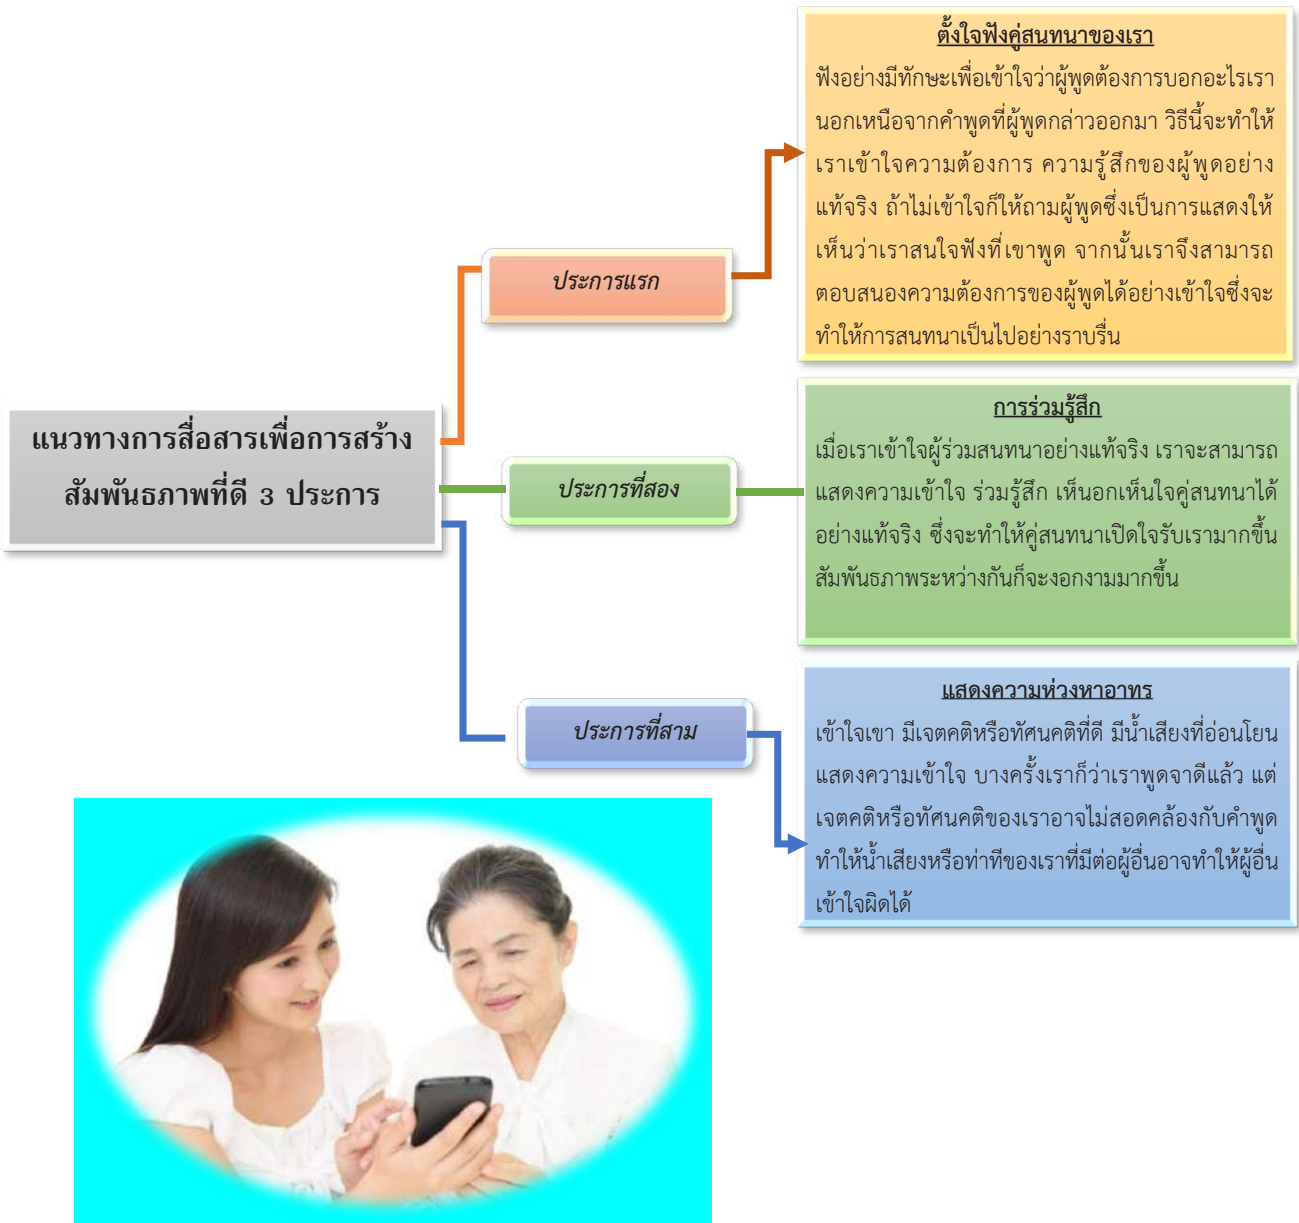 แนวทางการสื่อสารเพื่อการสร้าง
สัมพันธภาพที่ดี 3 ประการ
ประการแรก
ตั้งใจฟังคู่สนทนาของเรา
ฟังอย่างมีทักษะเพื่อเข้าใจว่าผู้พูดต้องการบอกอะไรเรา
นอกเหนือจากคำพูดที่ผู้พูดกล่าวออกมา วิธีนี้จะทำให้
เราเข้าใจความต้องการ ความรู้สึกของผู้พูดอย่าง
แท้จริง ถ้าไม่เข้าใจก็ให้ถามผู้พูดซึ่งเป็นการแสดงให้
เห็นว่าเราสนใจฟังที่เขาพูด จากนั้นเราจึงสามารถ
ตอบสนองความต้องการของผู้พูดได้อย่างเข้าใจซึ่งจะ
ทำให้การสนทนาเป็นไปอย่างราบรื่น
ประการที่สอง
การร่วมรู้สึก
เมื่อเราเข้าใจผู้ร่วมสนทนาอย่างแท้จริง เราจะสามารถ
แสดงความเข้าใจ ร่วมรู้สึก เห็นอกเห็นใจคู่สนทนาได้
อย่างแท้จริง ซึ่งจะทำให้คู่สนทนาเปิดใจรับเรามากขึ้น
สัมพันธภาพระหว่างกันก็จะงอกงามมากขึ้น
ประการที่สาม
แสดงความห่วงหาอาทร
เข้าใจเขา มีเจตคติหรือทัศนคติที่ดี มีน้ำเสียงที่อ่อนโยน
แสดงความเข้าใจ บางครั้งเราก็ว่าเราพูดจาดีแล้ว แต่
เจตคติหรือทัศนคติของเราอาจไม่สอดคล้องกับคำพูด
ทำให้น้ำเสียงหรือท่าทีของเราที่มีต่อผู้อื่นอาจทำให้ผู้อื่น
เข้าใจผิดได้